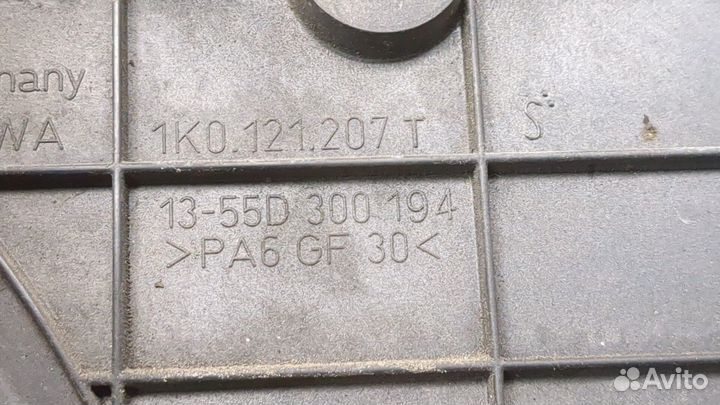 many
WA
1K0.121.207 T
S
13-55D 300 194
>PA6 GF 30<
Avito